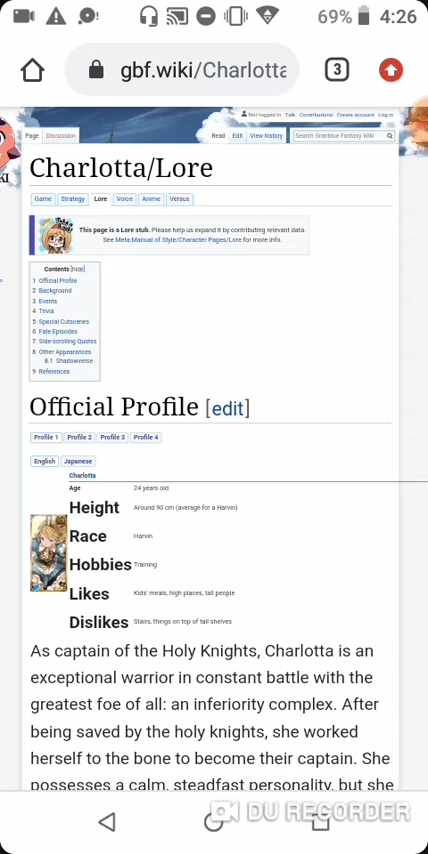 69% 4:26
gbf.wiki/Charlotta
3
Not logged in Talk Contributions Create account Log in
Page Discussion Read Edit View history Search Granblue Fantasy Wiki
Charlotta/Lore
Game Strategy Lore Voice Anime Versus
This page is a Lore stub. Please help us expand it by contributing relevant data.
See Meta:Manual of Style/Character Pages/Lore for more info.
Contents [hide]
1 Official Profile
2 Background
3 Events
4 Trivia
5 Special Cutscenes
6 Fate Episodes
7 Side-scrolling Quotes
8 Other Appearances
8.1 Shadowverse
9 References
Official Profile [edit]
Profile 1 Profile 2 Profile 3 Profile 4
English Japanese
Charlotta
Age 24 years old
Height Around 90 cm (average for a Harvin)
Race Harvin
Hobbies Training
Likes Kids' meals, high places, tall people
Dislikes Stairs, things on top of tall shelves
As captain of the Holy Knights, Charlotta is an
exceptional warrior in constant battle with the
greatest foe of all: an inferiority complex. After
being saved by the holy knights, she worked
herself to the bone to become their captain. She
possesses a calm, steadfast personality, but she
DU RECORDER